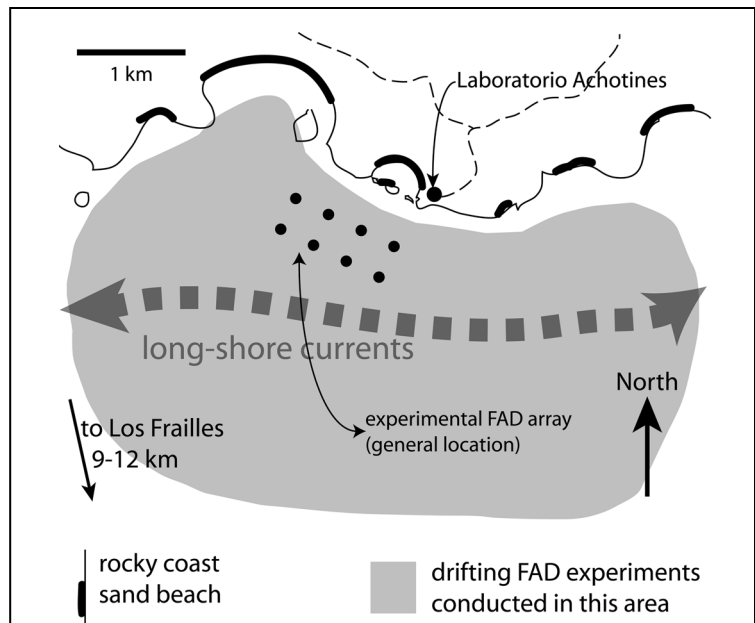 1 km
Laboratorio Achotines
long-shore currents
North
experimental FAD array
(general location)
to Los Frailles
9-12 km
rocky coast
sand beach
drifting FAD experiments
conducted in this area